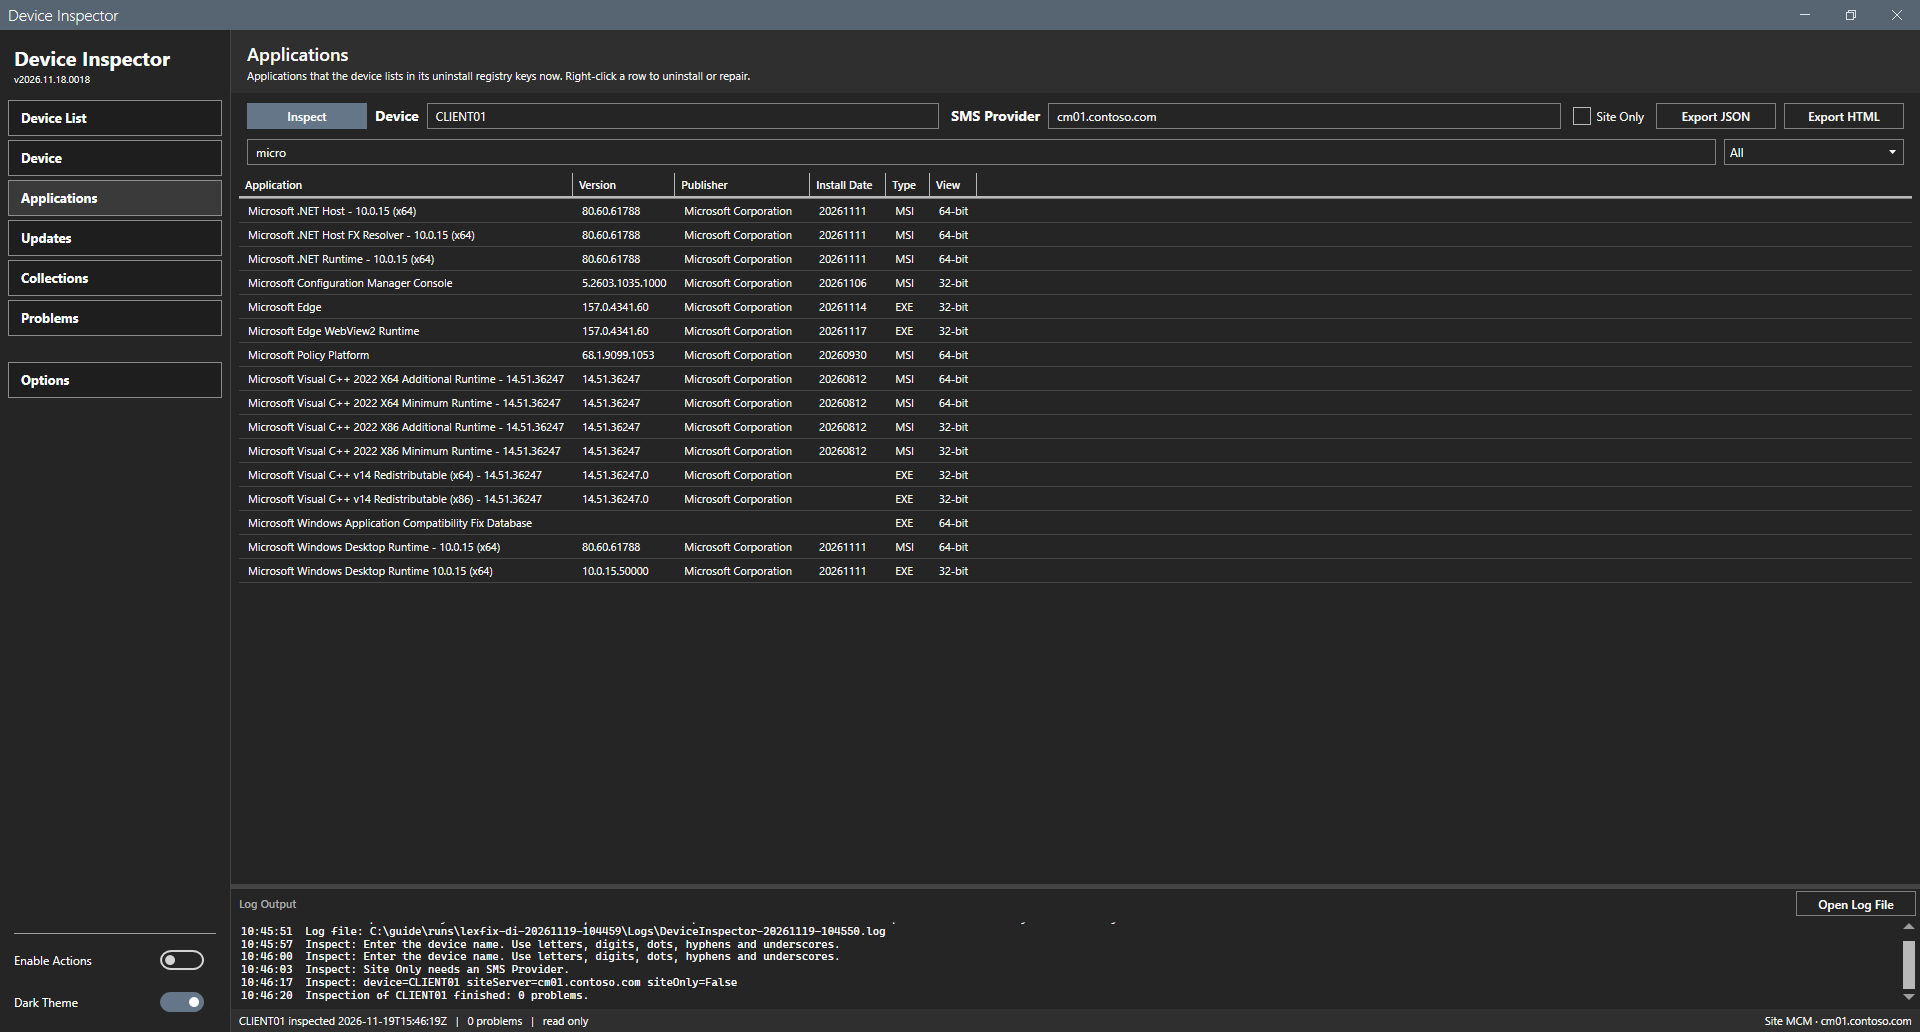 Device Inspector
Device Inspector
v2026.11.18.0018
Device List
Device
Applications
Updates
Collections
Problems
Options
Enable Actions
Dark Theme
Applications
Applications that the device lists in its uninstall registry keys now. Right-click a row to uninstall or repair.
Inspect Device CLIENT01 SMS Provider cm01.contoso.com Site Only Export JSON Export HTML
micro All
Application Version Publisher Install Date Type View
Microsoft .NET Host - 10.0.15 (x64) 80.60.61788 Microsoft Corporation 20261111 MSI 64-bit
Microsoft .NET Host FX Resolver - 10.0.15 (x64) 80.60.61788 Microsoft Corporation 20261111 MSI 64-bit
Microsoft .NET Runtime - 10.0.15 (x64) 80.60.61788 Microsoft Corporation 20261111 MSI 64-bit
Microsoft Configuration Manager Console 5.2603.1035.1000 Microsoft Corporation 20261106 MSI 32-bit
Microsoft Edge 157.0.4341.60 Microsoft Corporation 20261114 EXE 32-bit
Microsoft Edge WebView2 Runtime 157.0.4341.60 Microsoft Corporation 20261117 EXE 32-bit
Microsoft Policy Platform 68.1.9099.1053 Microsoft Corporation 20260930 MSI 64-bit
Microsoft Visual C++ 2022 X64 Additional Runtime - 14.51.36247 14.51.36247 Microsoft Corporation 20260812 MSI 64-bit
Microsoft Visual C++ 2022 X64 Minimum Runtime - 14.51.36247 14.51.36247 Microsoft Corporation 20260812 MSI 64-bit
Microsoft Visual C++ 2022 X86 Additional Runtime - 14.51.36247 14.51.36247 Microsoft Corporation 20260812 MSI 32-bit
Microsoft Visual C++ 2022 X86 Minimum Runtime - 14.51.36247 14.51.36247 Microsoft Corporation 20260812 MSI 32-bit
Microsoft Visual C++ v14 Redistributable (x64) - 14.51.36247 14.51.36247.0 Microsoft Corporation EXE 32-bit
Microsoft Visual C++ v14 Redistributable (x86) - 14.51.36247 14.51.36247.0 Microsoft Corporation EXE 32-bit
Microsoft Windows Application Compatibility Fix Database EXE 64-bit
Microsoft Windows Desktop Runtime - 10.0.15 (x64) 80.60.61788 Microsoft Corporation 20261111 MSI 64-bit
Microsoft Windows Desktop Runtime 10.0.15 (x64) 10.0.15.50000 Microsoft Corporation 20261111 EXE 32-bit
Log Output Open Log File
10:45:51 Log file: C:\guide\runs\lexfix-di-20261119-104459\Logs\DeviceInspector-20261119-104550.log
10:45:57 Inspect: Enter the device name. Use letters, digits, dots, hyphens and underscores.
10:46:00 Inspect: Enter the device name. Use letters, digits, dots, hyphens and underscores.
10:46:03 Inspect: Site Only needs an SMS Provider.
10:46:17 Inspect: device=CLIENT01 siteServer=cm01.contoso.com siteOnly=False
10:46:20 Inspection of CLIENT01 finished: 0 problems.
CLIENT01 inspected 2026-11-19T15:46:19Z | 0 problems | read only Site MCM · cm01.contoso.com